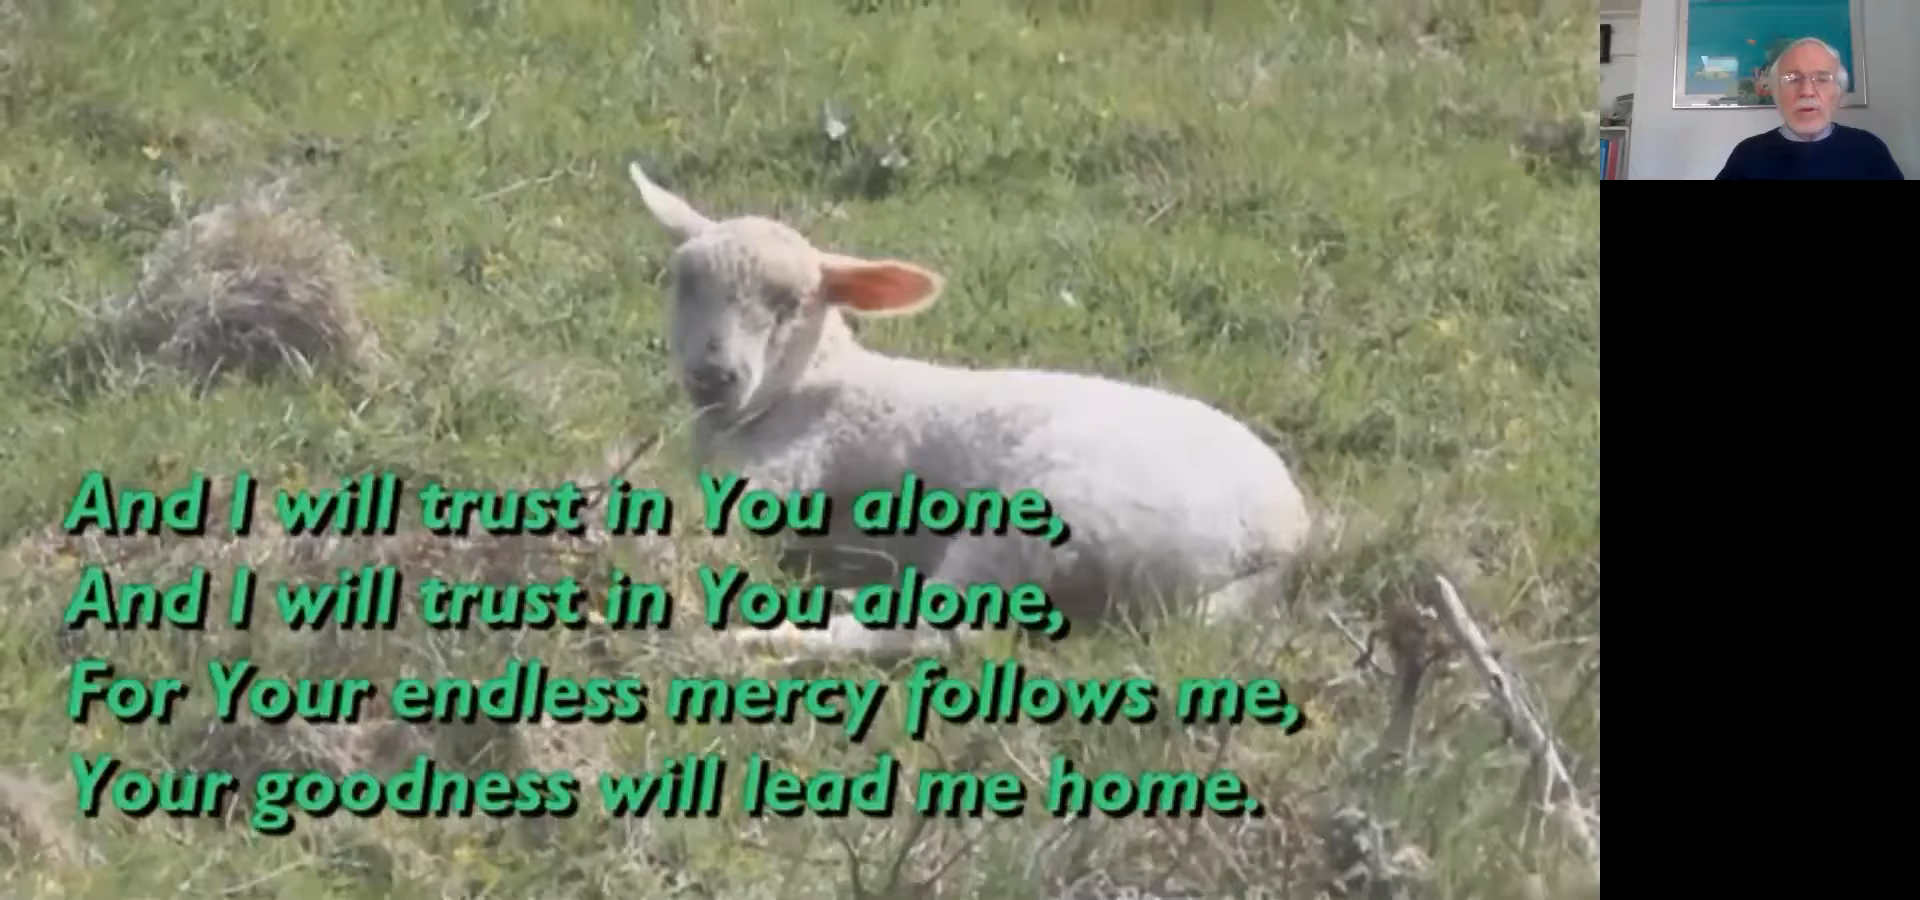 And I will trust in You alone,
And I will trust in You alone,
For Your endless mercy follows me,
Your goodness will lead me home.